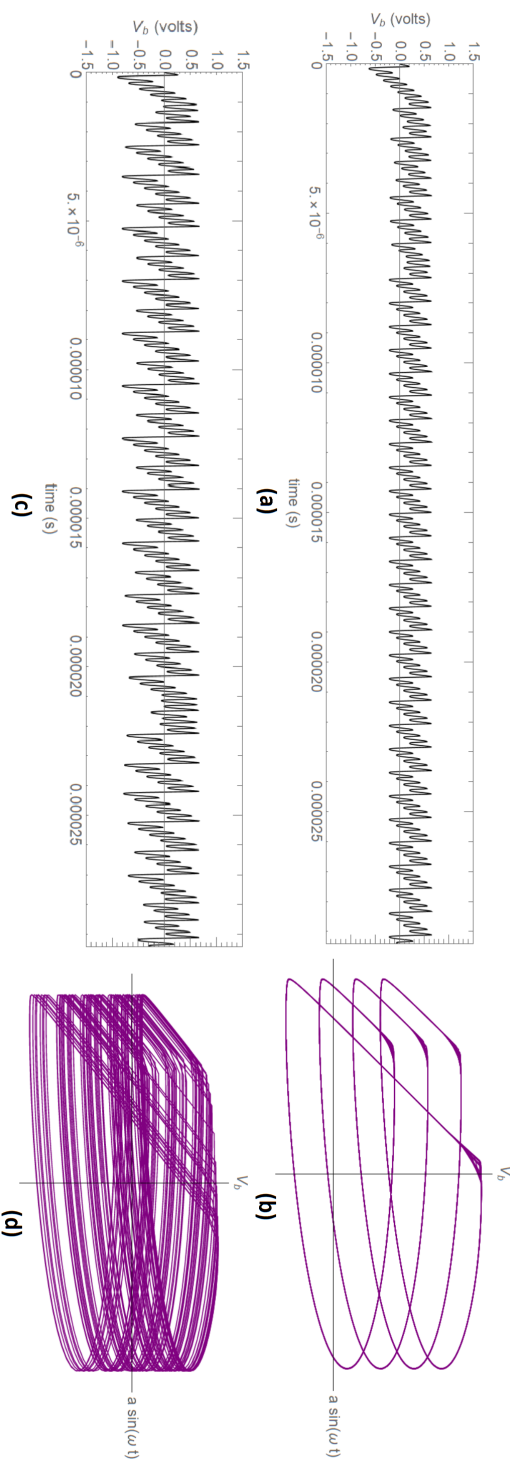 V_b (volts)
1.5
1.0
0.5
0.0
-0.5
-1.0
-1.5
0
5.×10^-6
0.000010
0.000015
0.000020
0.000025
time (s)
(a)
V_b
a sin(ω t)
(b)
V_b (volts)
1.5
1.0
0.5
0.0
-0.5
-1.0
-1.5
0
5.×10^-6
0.000010
0.000015
0.000020
0.000025
time (s)
(c)
V_b
a sin(ω t)
(d)